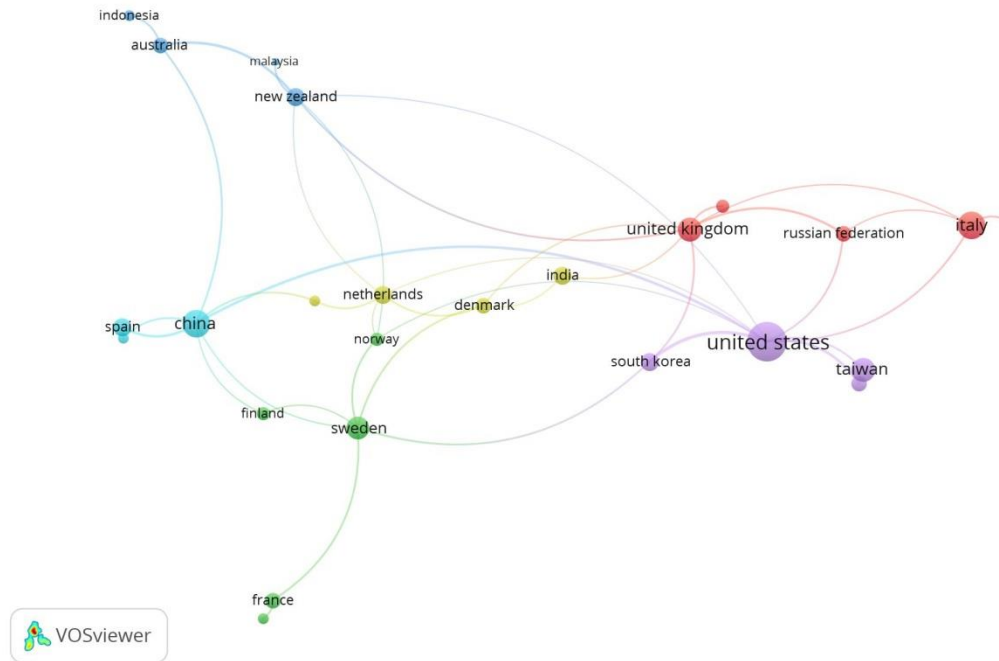 indonesia
australia
malaysia
new zealand
united kingdom
russian federation
italy
india
netherlands
denmark
spain
china
norway
united states
south korea
taiwan
finland
sweden
france
VOSviewer